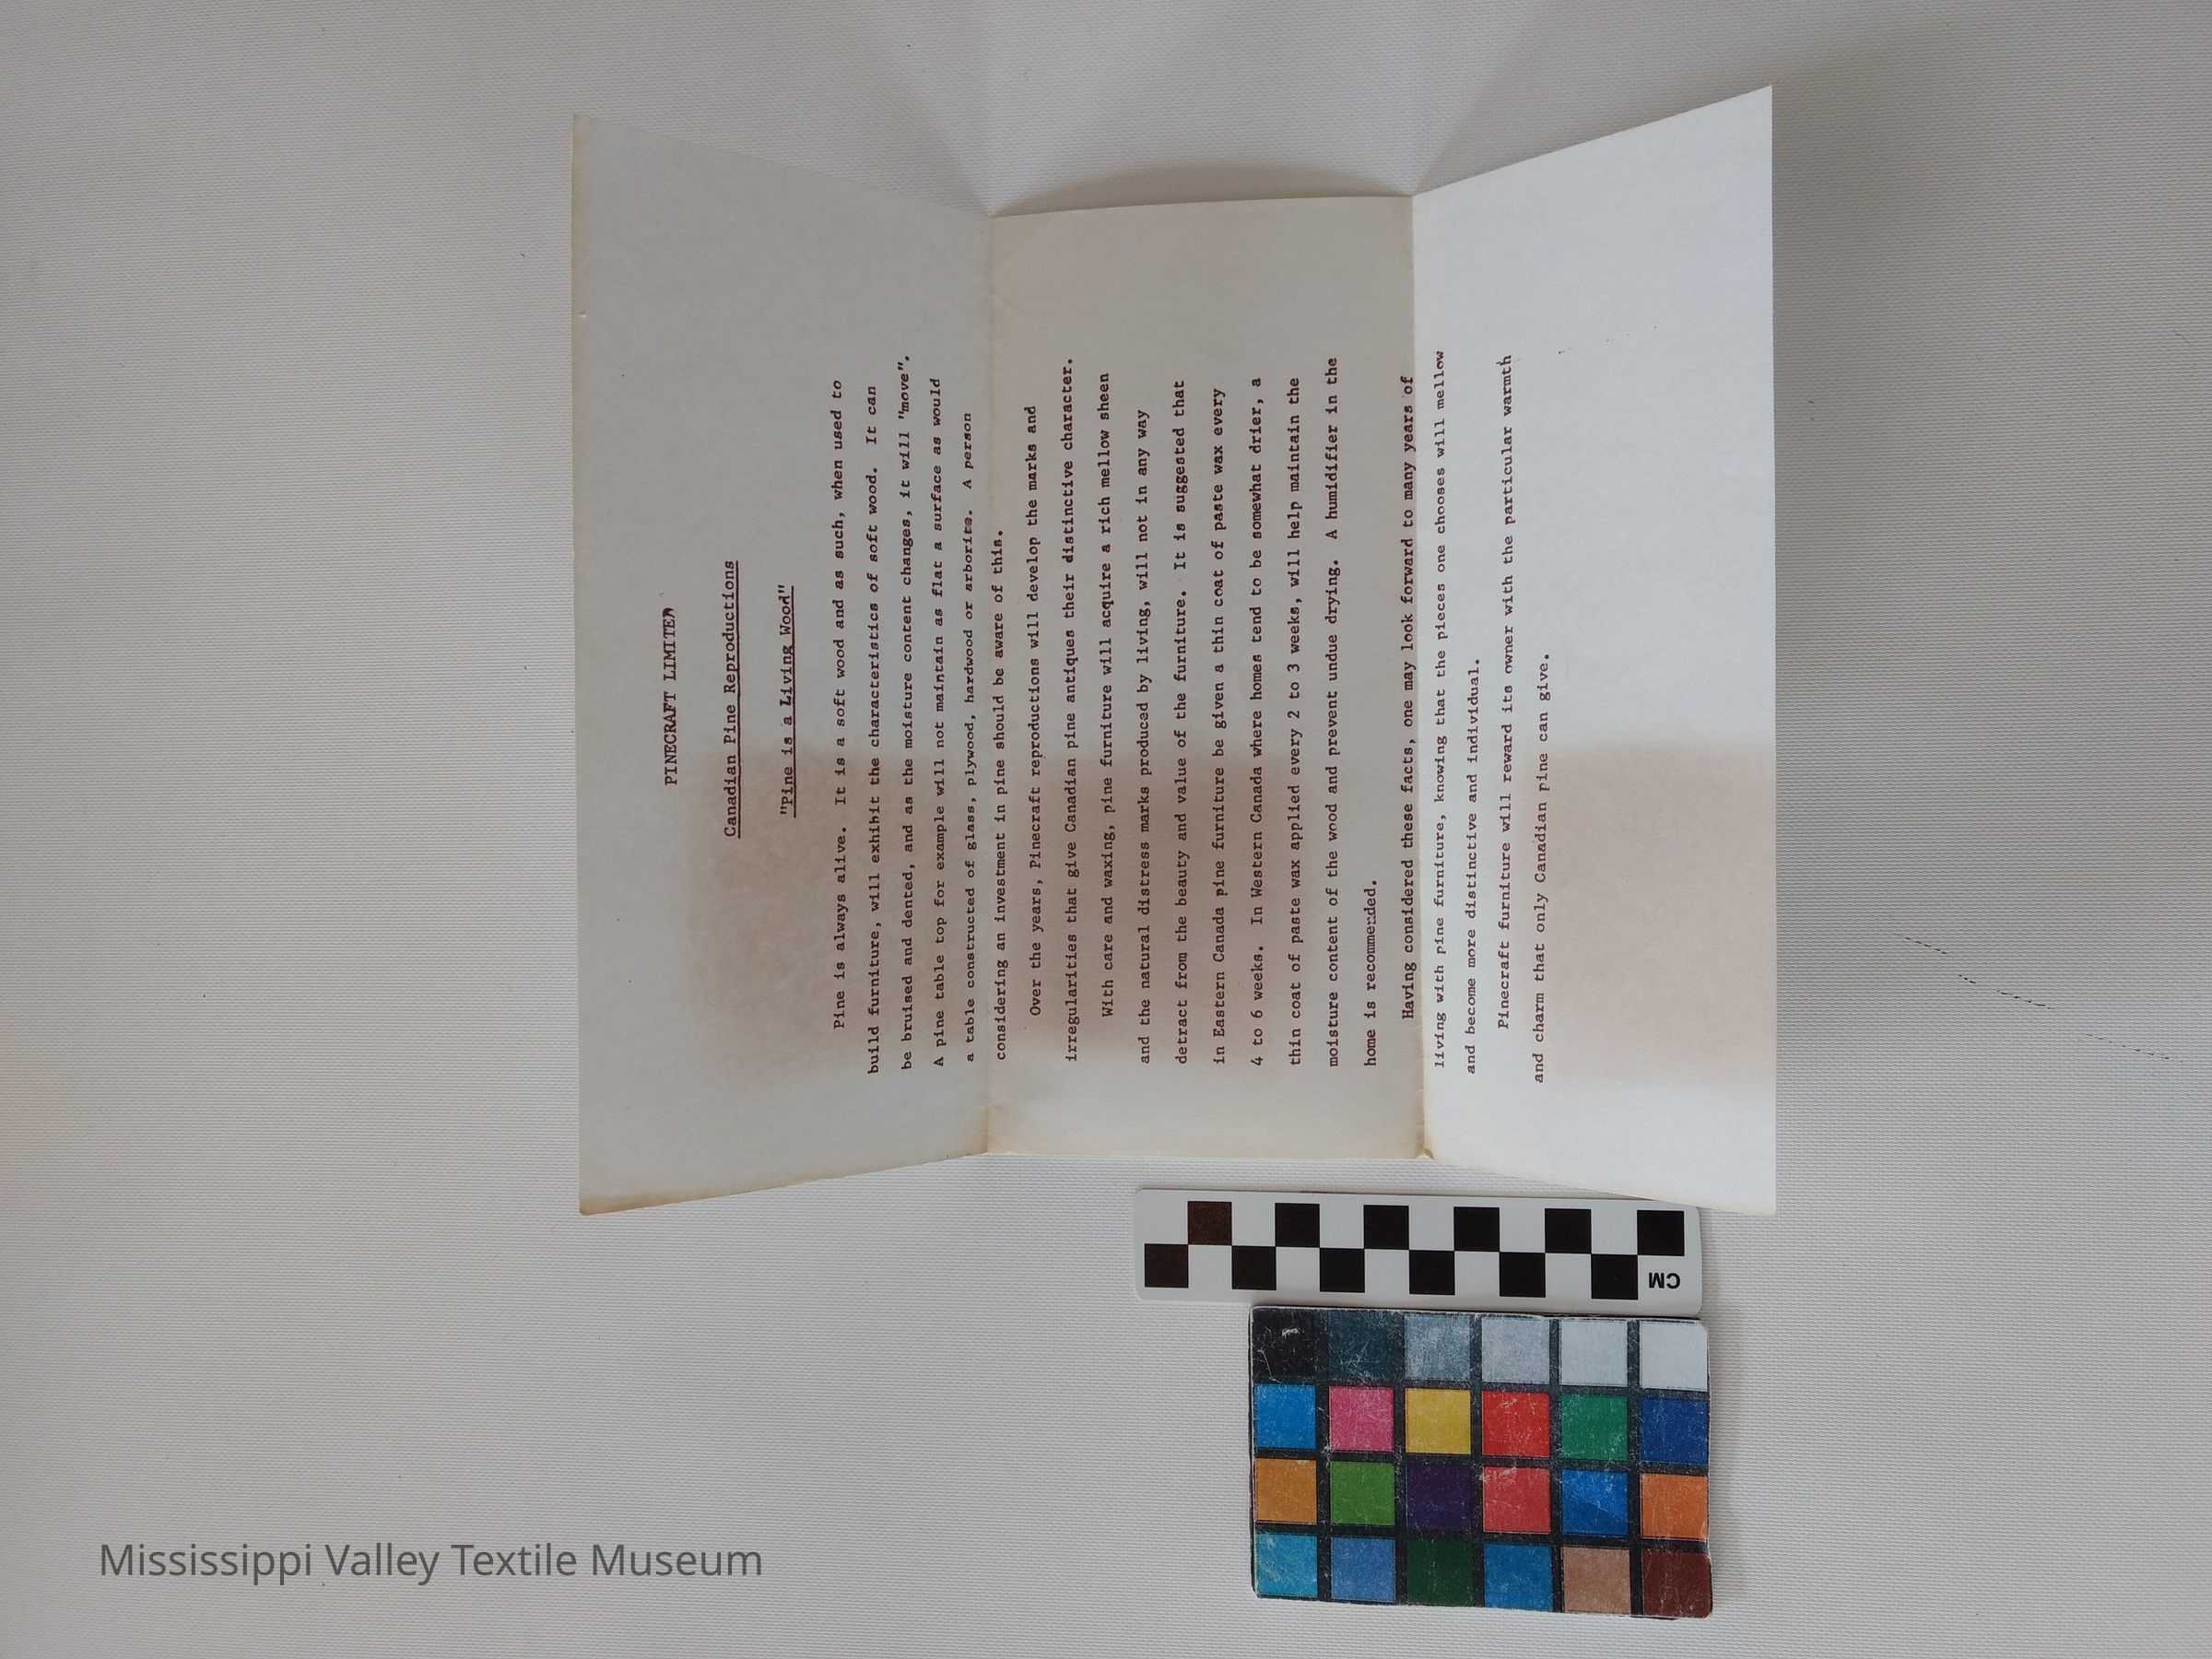 PINECRAFT LIMITED
Canadian Pine Reproductions
"Pine is a Living Wood"
Pine is always alive. It is a soft wood and as such, when used to
build furniture, will exhibit the characteristics of soft wood. It can
be bruised and dented, and as the moisture content changes, it will "move".
A pine table top for example will not maintain as flat a surface as would
a table constructed of glass, plywood, hardwood or arborite. A person
considering an investment in pine should be aware of this.
Over the years, Pinecraft reproductions will develop the marks and
irregularities that give Canadian pine antiques their distinctive character.
With care and waxing, pine furniture will acquire a rich mellow sheen
and the natural distress marks produced by living, will not in any way
detract from the beauty and value of the furniture. It is suggested that
in Eastern Canada pine furniture be given a thin coat of paste wax every
4 to 6 weeks. In Western Canada where homes tend to be somewhat drier, a
thin coat of paste wax applied every 2 to 3 weeks, will help maintain the
moisture content of the wood and prevent undue drying. A humidifier in the
home is recommended.
Having considered these facts, one may look forward to many years of
living with pine furniture, knowing that the pieces one chooses will mellow
and become more distinctive and individual.
Pinecraft furniture will reward its owner with the particular warmth
and charm that only Canadian pine can give.
CM
Mississippi Valley Textile Museum